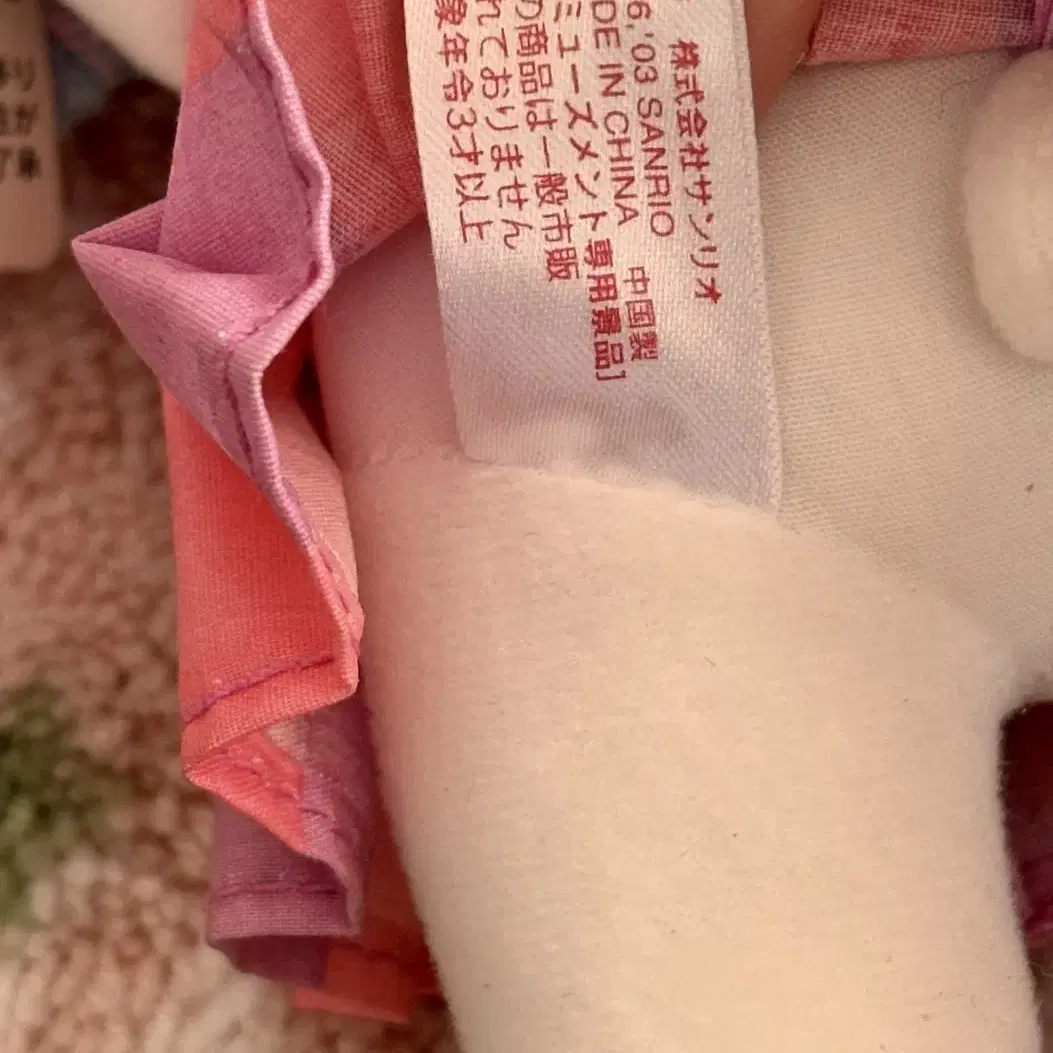 株式会社サンリオ
6,'03 SANRIO
DE IN CHINA 中国製
ミューズメント専用景品]
の商品は一般市販
れておりません
象年令3才以上